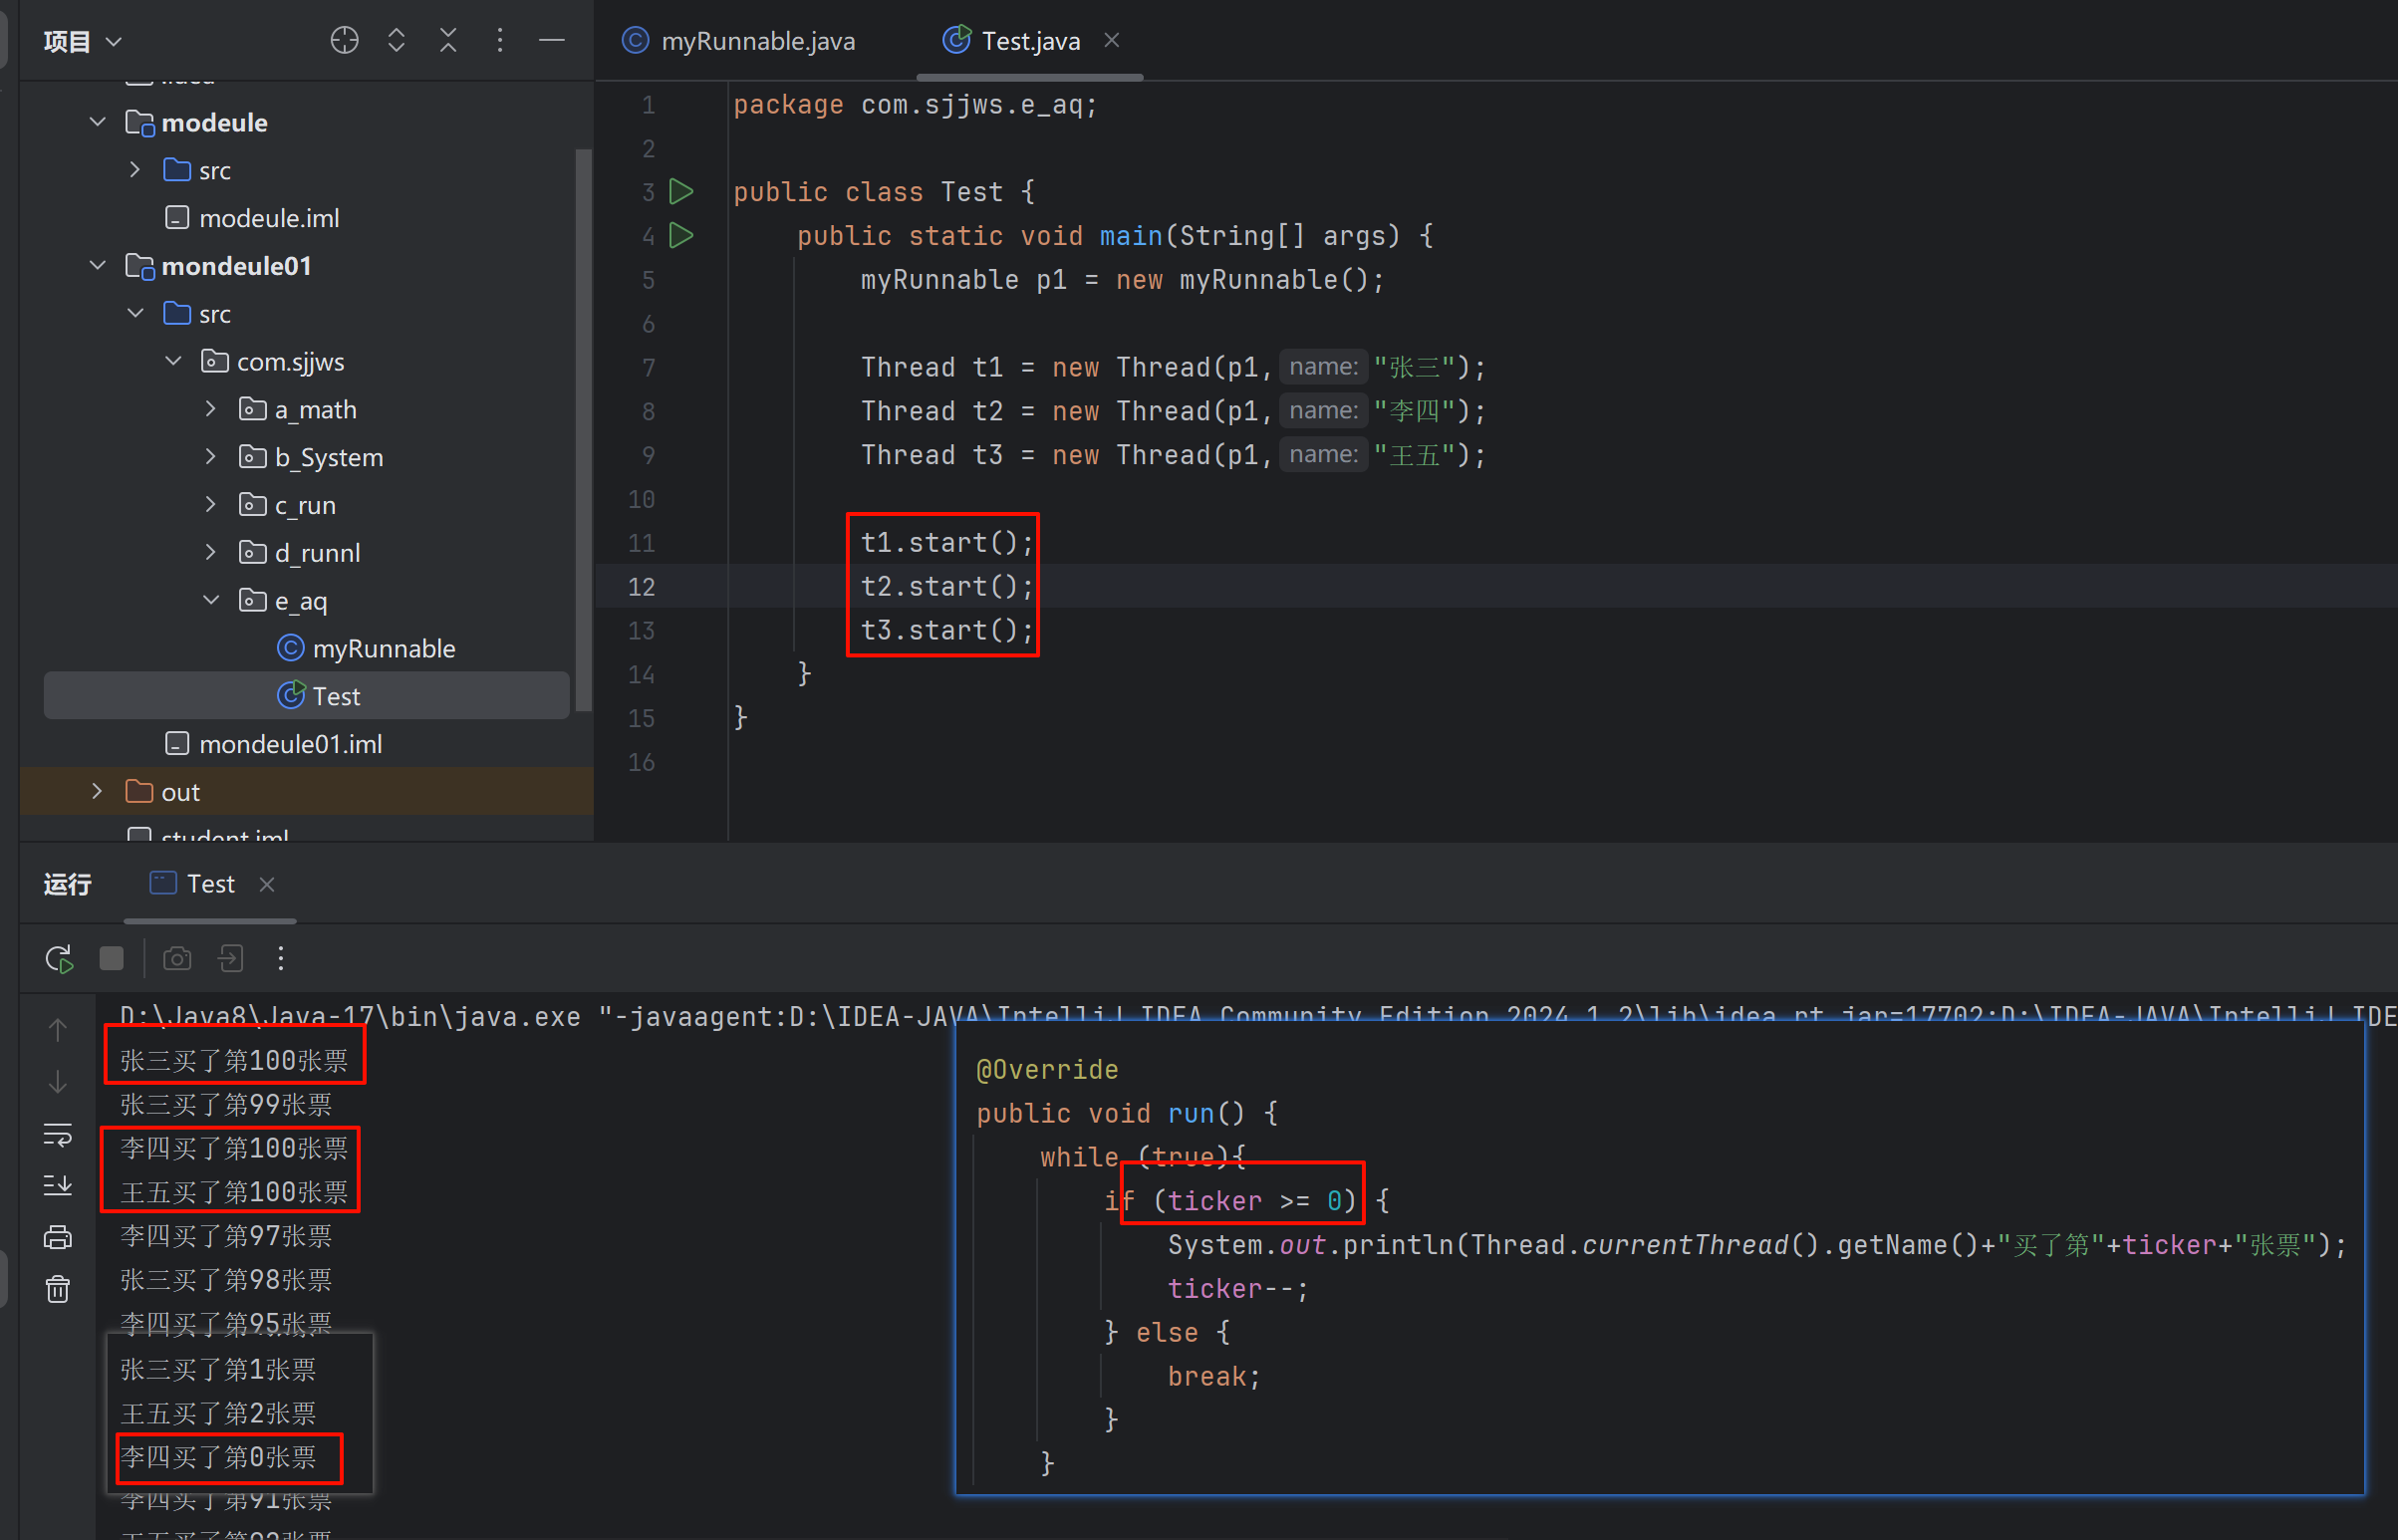 项目
myRunnable.java
Test.java
modeule
src
modeule.iml
mondeule01
src
com.sjjws
a_math
b_System
c_run
d_runnl
e_aq
myRunnable
Test
mondeule01.iml
out
student.iml
1 package com.sjjws.e_aq;
2
3 public class Test {
4 public static void main(String[] args) {
5 myRunnable p1 = new myRunnable();
6
7 Thread t1 = new Thread(p1, name: "张三");
8 Thread t2 = new Thread(p1, name: "李四");
9 Thread t3 = new Thread(p1, name: "王五");
10
11 t1.start();
12 t2.start();
13 t3.start();
14 }
15 }
16
运行
Test
D:\Java8\Java-17\bin\java.exe "-javaagent:D:\IDEA-JAVA\IntelliJ IDEA Community Edition 2024.1.2\lib\idea_rt.jar=17702:D:\IDEA-JAVA\IntelliJ IDE
张三买了第100张票
张三买了第99张票
李四买了第100张票
王五买了第100张票
李四买了第97张票
张三买了第98张票
李四买了第95张票
张三买了第1张票
王五买了第2张票
李四买了第0张票
李四买了第91张票
@Override
public void run() {
while (true){
if (ticker >= 0) {
System.out.println(Thread.currentThread().getName()+"买了第"+ticker+"张票");
ticker--;
} else {
break;
}
}